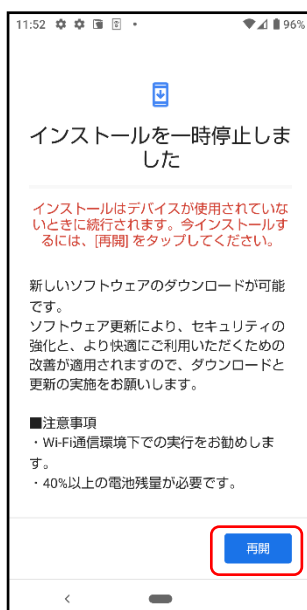 11:52
96%
インストールを一時停止しま
した
インストールはデバイスが使用されていな
いときに続行されます。今インストールす
るには、[再開] をタップしてください。
新しいソフトウェアのダウンロードが可能
です。
ソフトウェア更新により、セキュリティの
強化と、より快適にご利用いただくための
改善が適用されますので、ダウンロードと
更新の実施をお願いします。
■注意事項
・Wi-Fi通信環境下での実行をお勧めしま
す。
・40%以上の電池残量が必要です。
再開